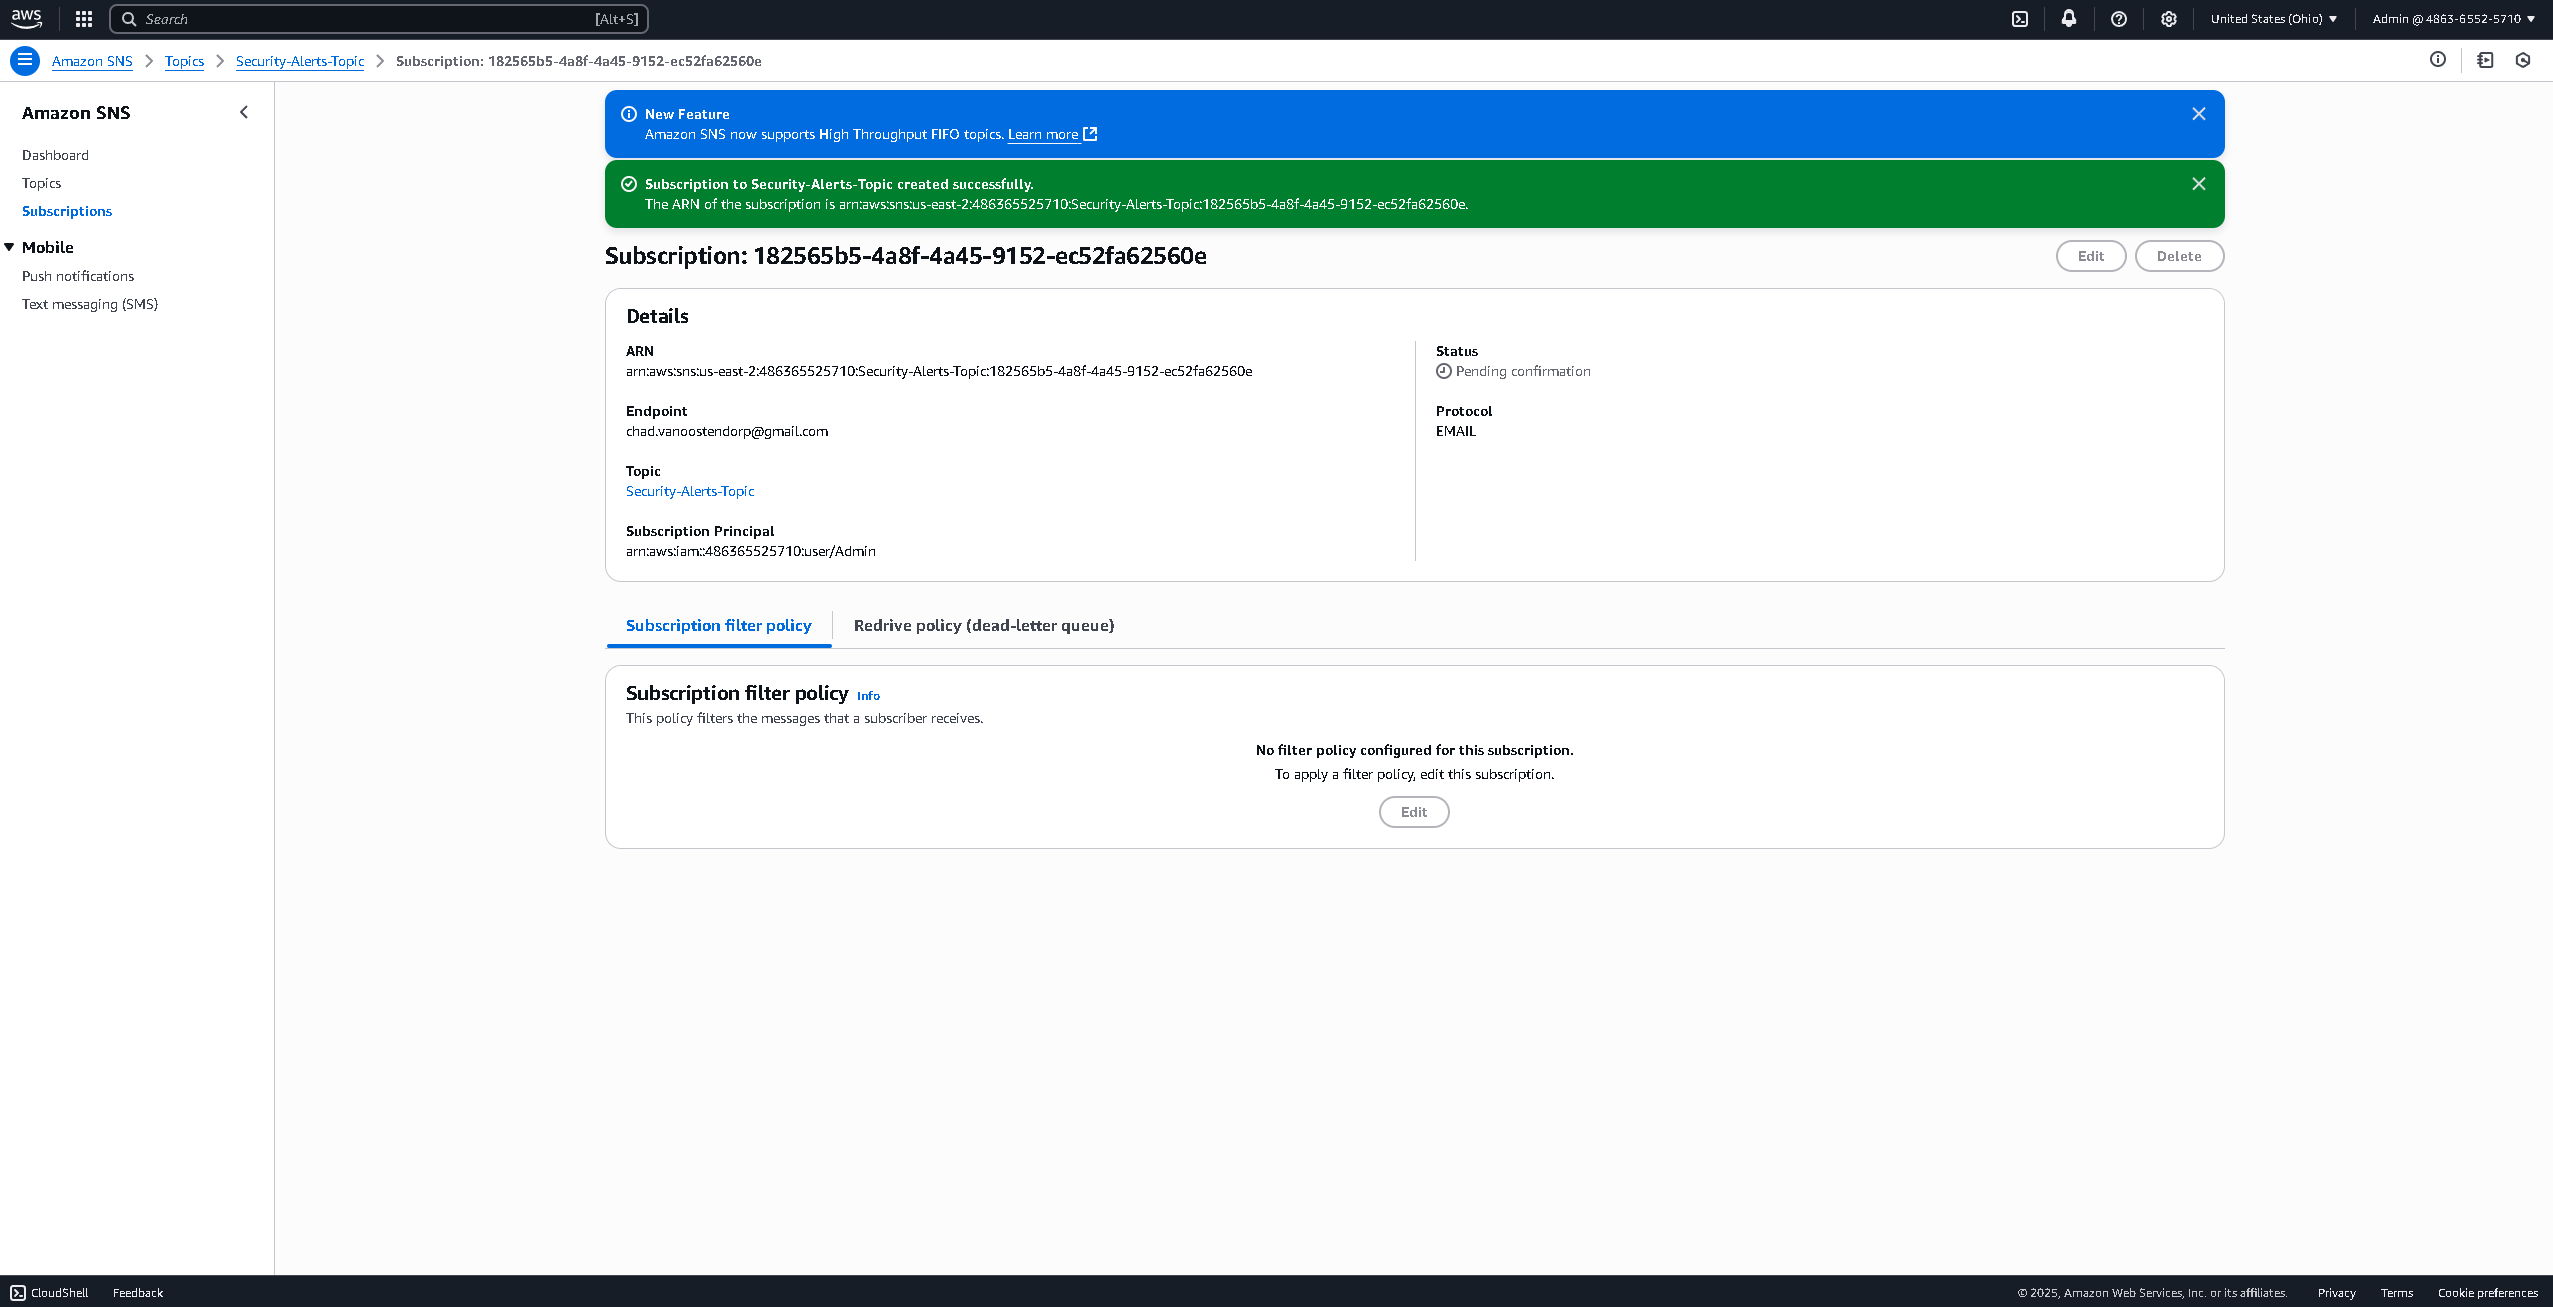 aws
Search
[Alt+S]
United States (Ohio)
Admin @ 4863-6552-5710
Amazon SNS
Topics
Security-Alerts-Topic
Subscription: 182565b5-4a8f-4a45-9152-ec52fa62560e
Amazon SNS
Dashboard
Topics
Subscriptions
Mobile
Push notifications
Text messaging (SMS)
New Feature
Amazon SNS now supports High Throughput FIFO topics. Learn more
Subscription to Security-Alerts-Topic created successfully.
The ARN of the subscription is arn:aws:sns:us-east-2:486365525710:Security-Alerts-Topic:182565b5-4a8f-4a45-9152-ec52fa62560e.
Subscription: 182565b5-4a8f-4a45-9152-ec52fa62560e
Edit
Delete
Details
ARN
arn:aws:sns:us-east-2:486365525710:Security-Alerts-Topic:182565b5-4a8f-4a45-9152-ec52fa62560e
Endpoint
chad.vanoostendorp@gmail.com
Topic
Security-Alerts-Topic
Subscription Principal
arn:aws:iam::486365525710:user/Admin
Status
Pending confirmation
Protocol
EMAIL
Subscription filter policy
Redrive policy (dead-letter queue)
Subscription filter policy Info
This policy filters the messages that a subscriber receives.
No filter policy configured for this subscription.
To apply a filter policy, edit this subscription.
Edit
CloudShell
Feedback
© 2025, Amazon Web Services, Inc. or its affiliates.
Privacy
Terms
Cookie preferences